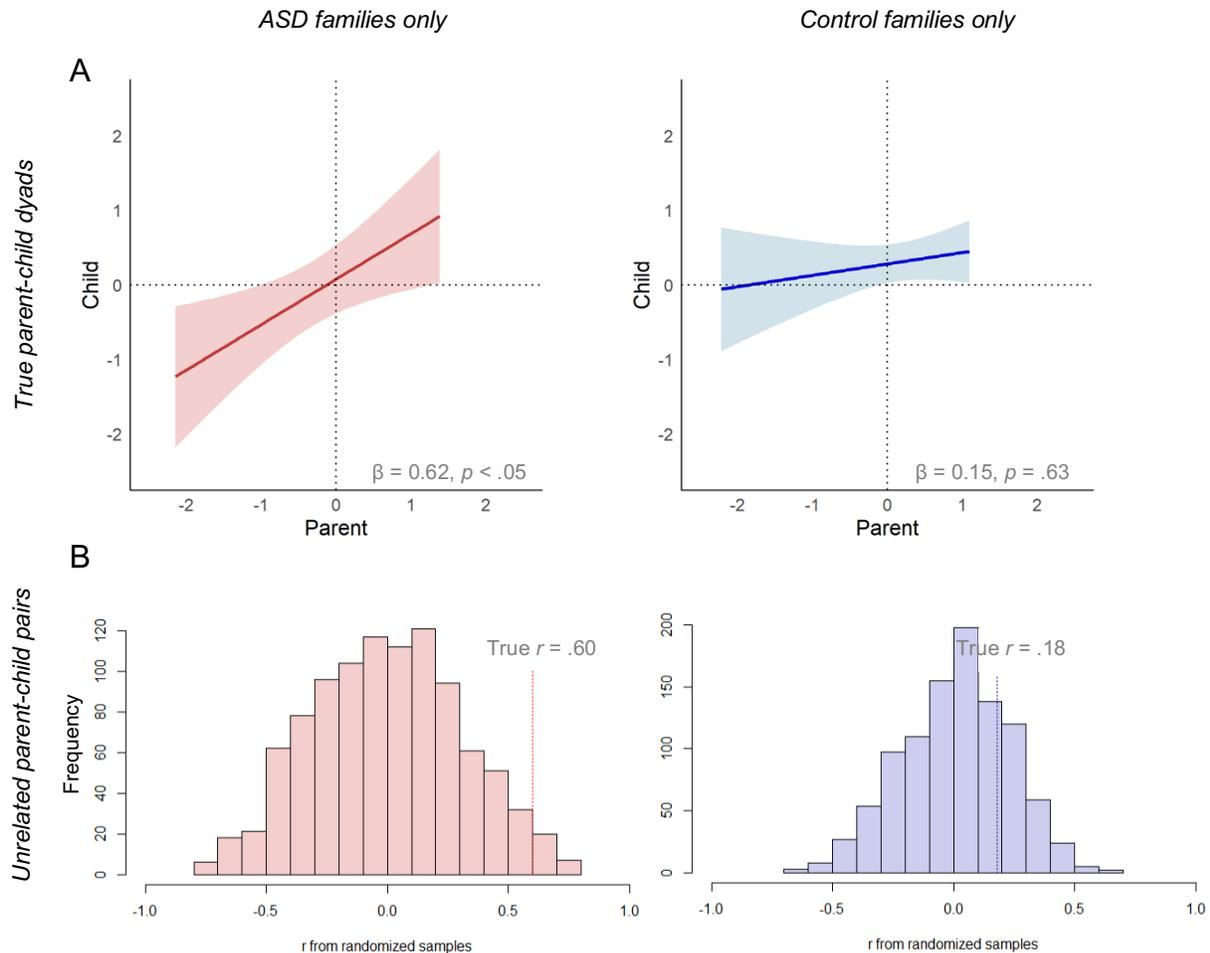 ASD families only
Control families only
A
True parent-child dyads
Child
2
1
0
-1
-2
β = 0.62, p < .05
-2
-1
0
1
2
Parent
Child
2
1
0
-1
-2
β = 0.15, p = .63
-2
-1
0
1
2
Parent
B
Unrelated parent-child pairs
Frequency
120
100
80
60
40
20
0
True r = .60
-1.0
-0.5
0.0
0.5
1.0
r from randomized samples
200
150
100
50
0
True r = .18
-1.0
-0.5
0.0
0.5
1.0
r from randomized samples